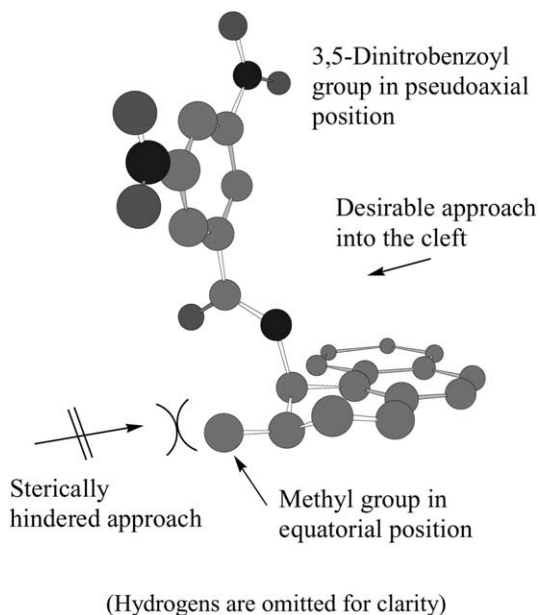 3,5-Dinitrobenzoyl
group in pseudoaxial
position
Desirable approach
into the cleft
Sterically
hindered approach
Methyl group in
equatorial position
(Hydrogens are omitted for clarity)